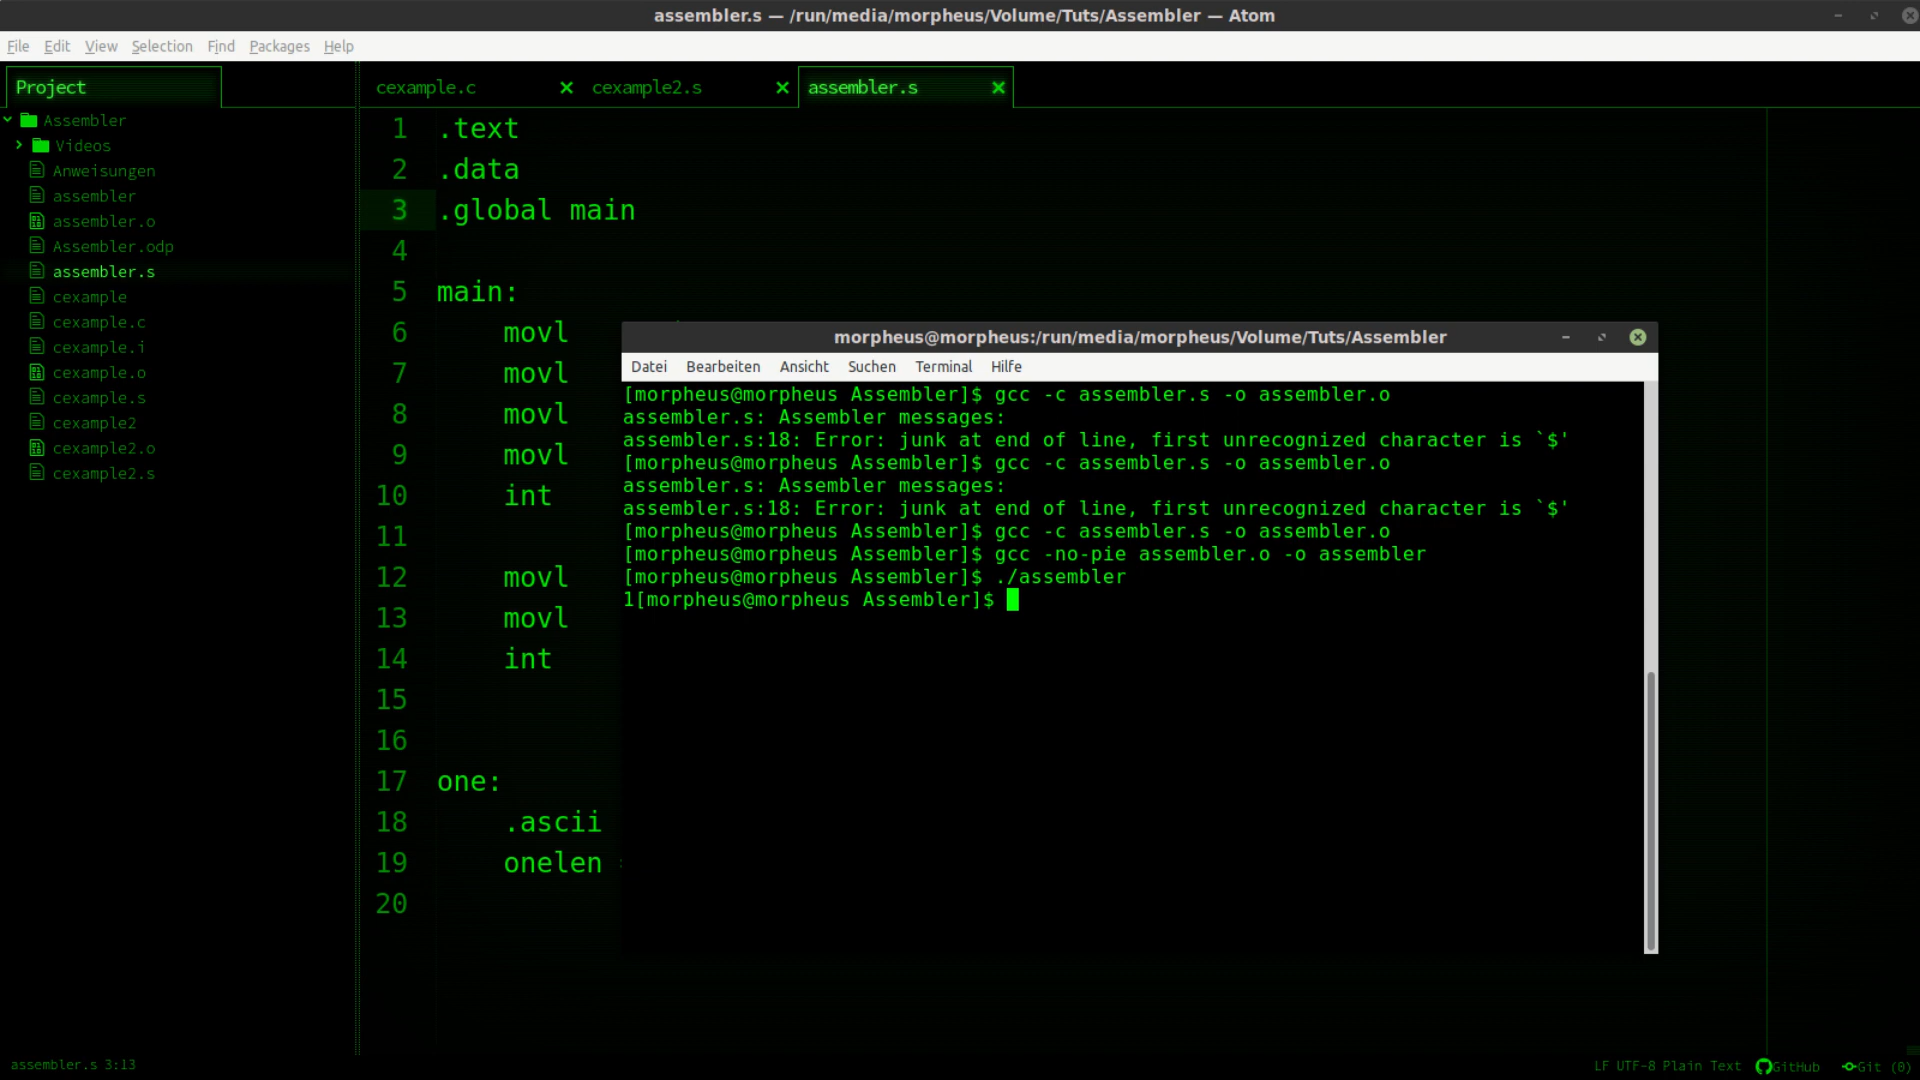 assembler.s — /run/media/morpheus/Volume/Tuts/Assembler — Atom
File Edit View Selection Find Packages Help
Project
Assembler
Videos
Anweisungen
assembler
assembler.o
Assembler.odp
assembler.s
cexample
cexample.c
cexample.i
cexample.o
cexample.s
cexample2
cexample2.o
cexample2.s
cexample.c cexample2.s assembler.s
1 .text
2 .data
3 .global main
4
5 main:
6 movl
7 movl
8 movl
9 movl
10 int
11
12 movl
13 movl
14 int
15
16
17 one:
18 .ascii
19 onelen
20
morpheus@morpheus:/run/media/morpheus/Volume/Tuts/Assembler
Datei Bearbeiten Ansicht Suchen Terminal Hilfe
[morpheus@morpheus Assembler]$ gcc -c assembler.s -o assembler.o
assembler.s: Assembler messages:
assembler.s:18: Error: junk at end of line, first unrecognized character is `$'
[morpheus@morpheus Assembler]$ gcc -c assembler.s -o assembler.o
assembler.s: Assembler messages:
assembler.s:18: Error: junk at end of line, first unrecognized character is `$'
[morpheus@morpheus Assembler]$ gcc -c assembler.s -o assembler.o
[morpheus@morpheus Assembler]$ gcc -no-pie assembler.o -o assembler
[morpheus@morpheus Assembler]$ ./assembler
1[morpheus@morpheus Assembler]$
assembler.s 3:13
LF UTF-8 Plain Text GitHub Git (0)